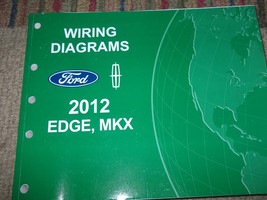 WIRING
DIAGRAMS
Ford
2012
EDGE, MKX